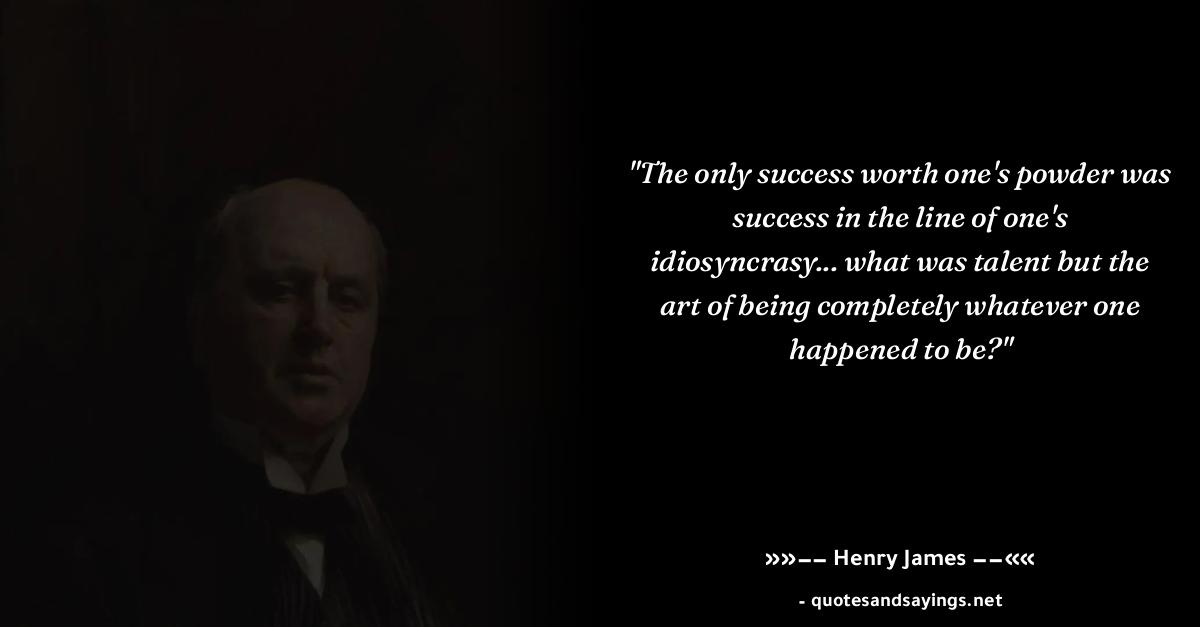 "The only success worth one's powder was
success in the line of one's
idiosyncrasy... what was talent but the
art of being completely whatever one
happened to be?"
»»−− Henry James −−««
- quotesandsayings.net